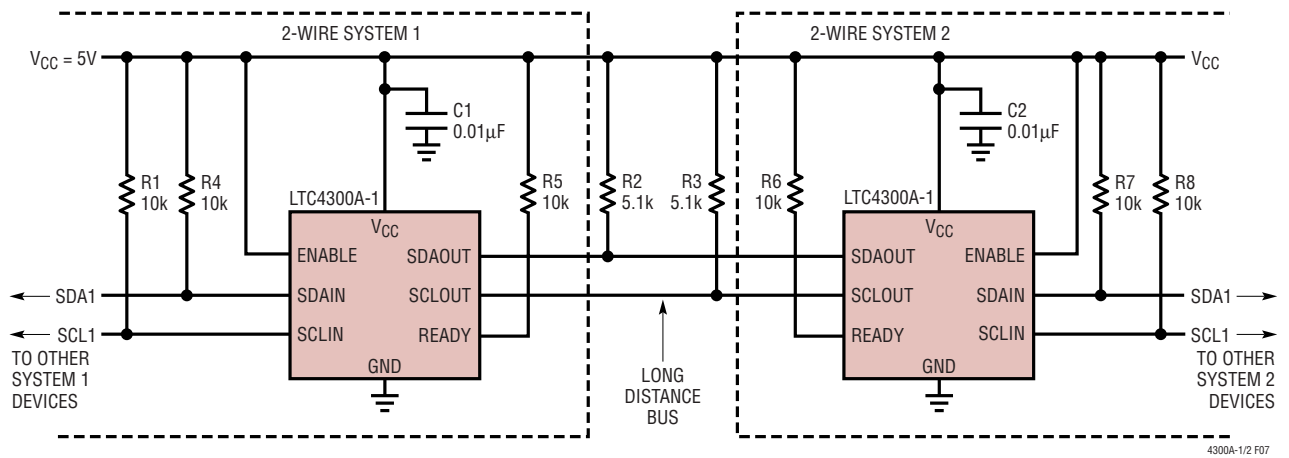 2-WIRE SYSTEM 1
2-WIRE SYSTEM 2
VCC = 5V
VCC
C1
0.01µF
C2
0.01µF
R1
10k
R4
10k
LTC4300A-1
R5
10k
R2
5.1k
R3
5.1k
R6
10k
LTC4300A-1
R7
10k
R8
10k
VCC
ENABLE
SDAOUT
SDAIN
SCLOUT
SCLIN
READY
GND
VCC
SDAOUT
ENABLE
SCLOUT
SDAIN
READY
SCLIN
GND
SDA1
SCL1
TO OTHER
SYSTEM 1
DEVICES
LONG
DISTANCE
BUS
SDA1
SCL1
TO OTHER
SYSTEM 2
DEVICES
4300A-1/2 F07